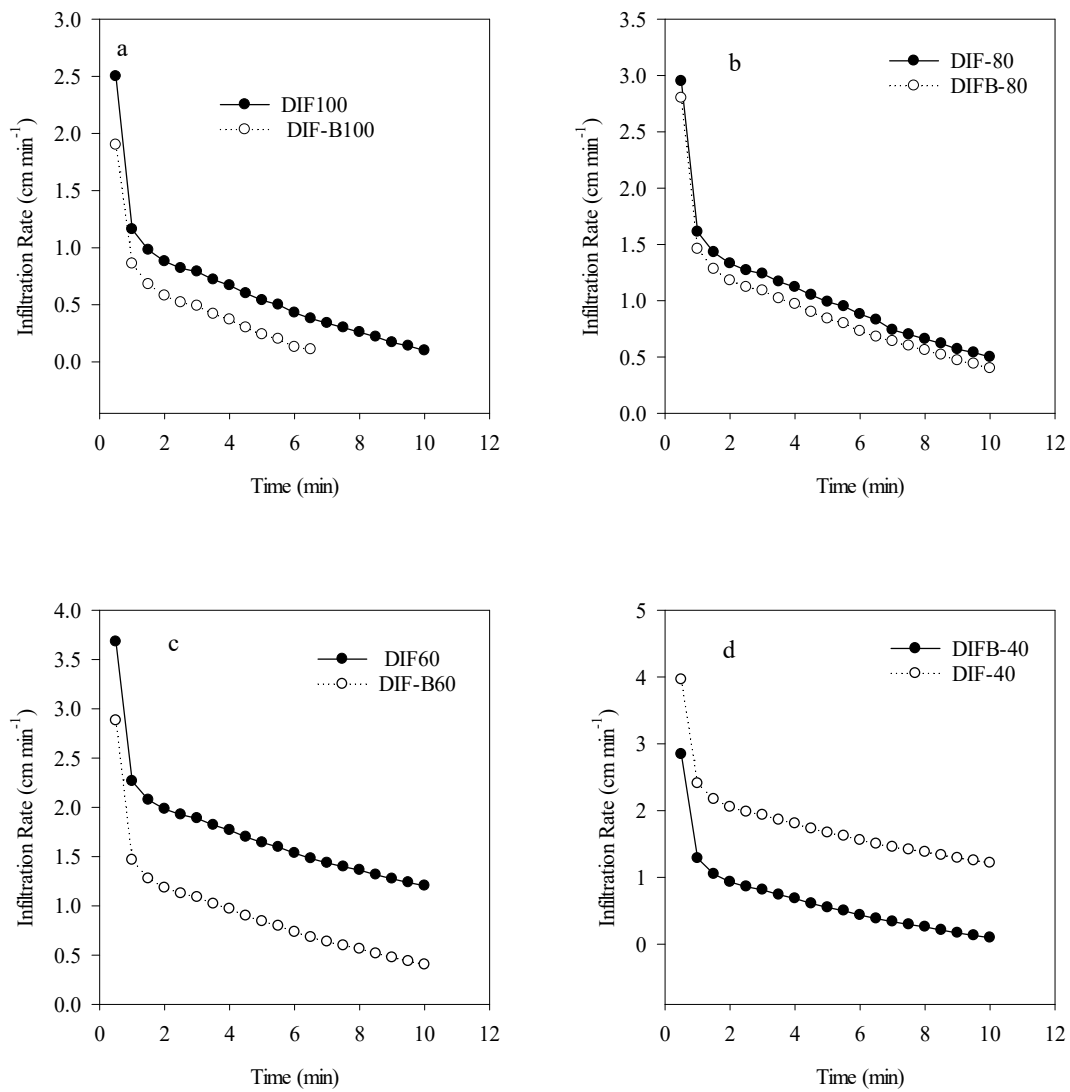 a
3.0
2.5
2.0
1.5
1.0
0.5
0.0
Infiltration Rate (cm min⁻¹)
DIF100
DIF-B100
0 2 4 6 8 10 12
Time (min)
b
3.5
3.0
2.5
2.0
1.5
1.0
0.5
0.0
Infiltration Rate (cm min⁻¹)
DIF-80
DIFB-80
0 2 4 6 8 10 12
Time (min)
c
4.0
3.5
3.0
2.5
2.0
1.5
1.0
0.5
0.0
Infiltration Rate (cm min⁻¹)
DIF60
DIF-B60
0 2 4 6 8 10 12
Time (min)
d
5
4
3
2
1
0
Infiltration Rate (cm min⁻¹)
DIFB-40
DIF-40
0 2 4 6 8 10 12
Time (min)